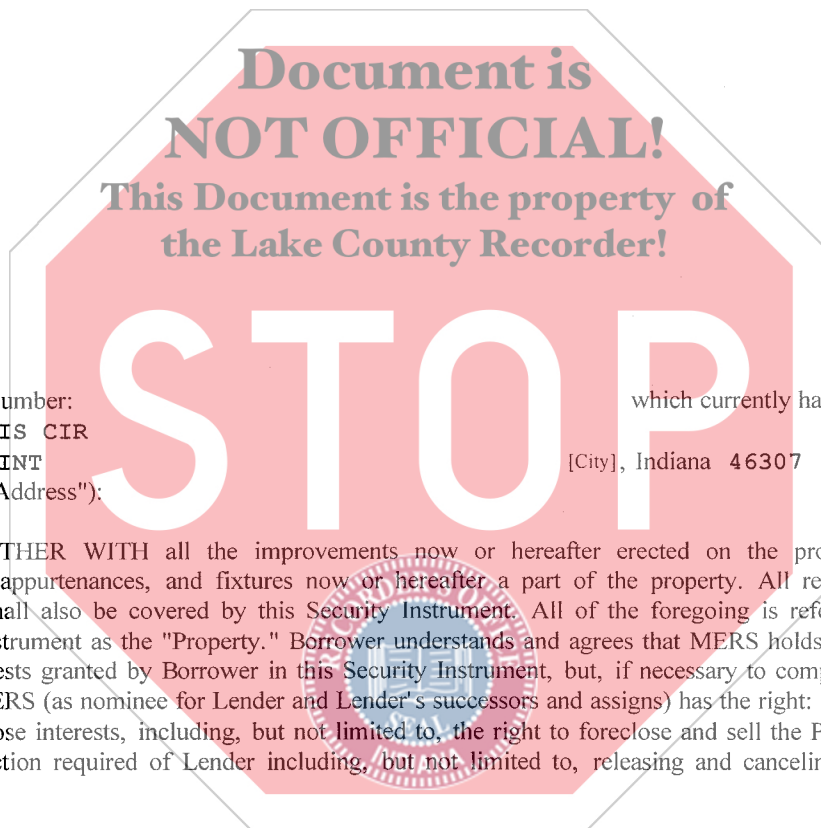 Document is
NOT OFFICIAL!
This Document is the property of
the Lake County Recorder!
STOP
umber: which currently ha
IS CIR
INT [City], Indiana 46307
Address"):
THER WITH all the improvements now or hereafter erected on the pro
appurtenances, and fixtures now or hereafter a part of the property. All re
hall also be covered by this Security Instrument. All of the foregoing is refe
strument as the "Property." Borrower understands and agrees that MERS holds
ests granted by Borrower in this Security Instrument, but, if necessary to comp
ERS (as nominee for Lender and Lender's successors and assigns) has the right:
ose interests, including, but not limited to, the right to foreclose and sell the P
ction required of Lender including, but not limited to, releasing and cancelin
RECORDER'S OFFICE
SEAL
INDIANA